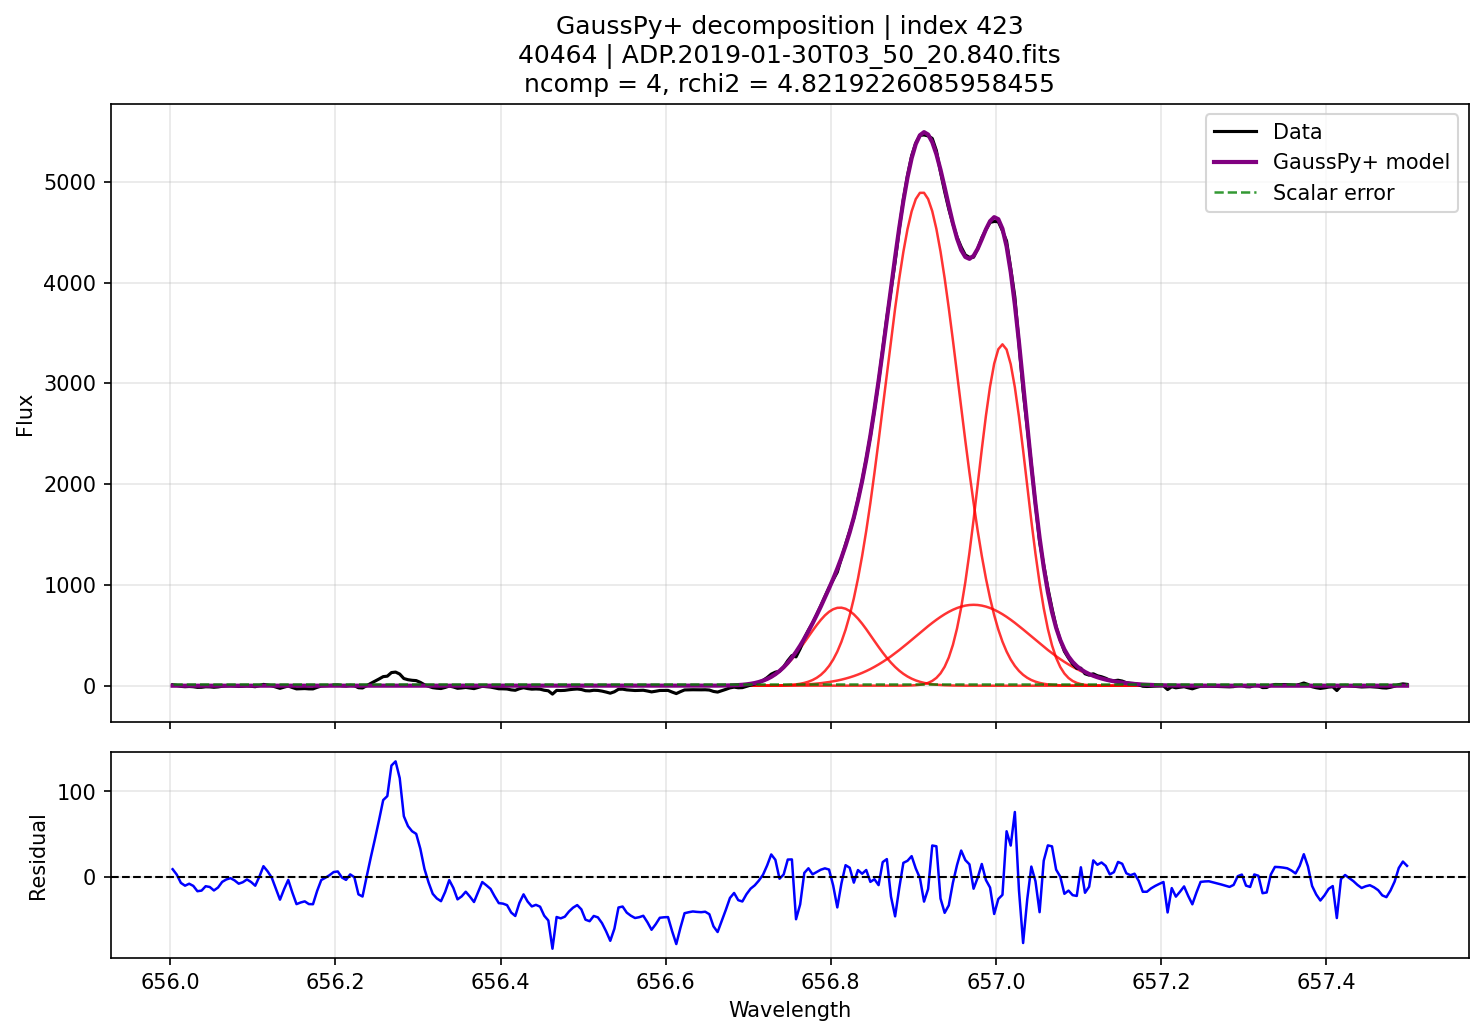 GaussPy+ decomposition | index 423
40464 | ADP.2019-01-30T03_50_20.840.fits
ncomp = 4, rchi2 = 4.8219226085958455
Data
GaussPy+ model
Scalar error
Flux
5000
4000
3000
2000
1000
0
Residual
100
0
656.0 656.2 656.4 656.6 656.8 657.0 657.2 657.4
Wavelength